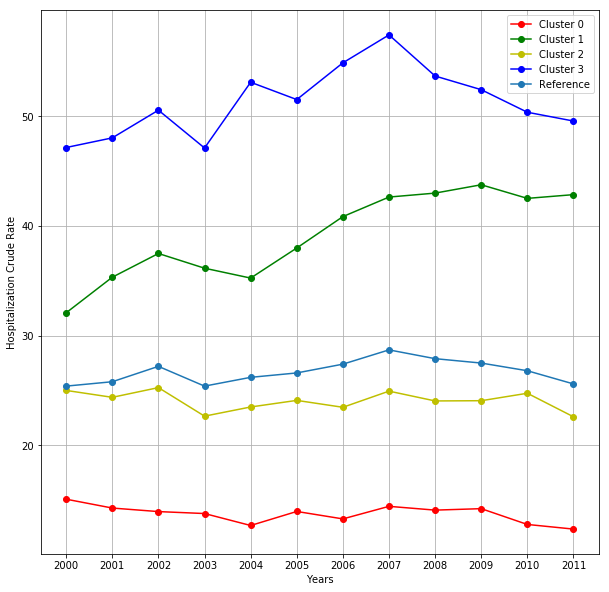 Cluster 0
Cluster 1
Cluster 2
Cluster 3
Reference
Hospitalization Crude Rate
50
40
30
20
2000 2001 2002 2003 2004 2005 2006 2007 2008 2009 2010 2011
Years